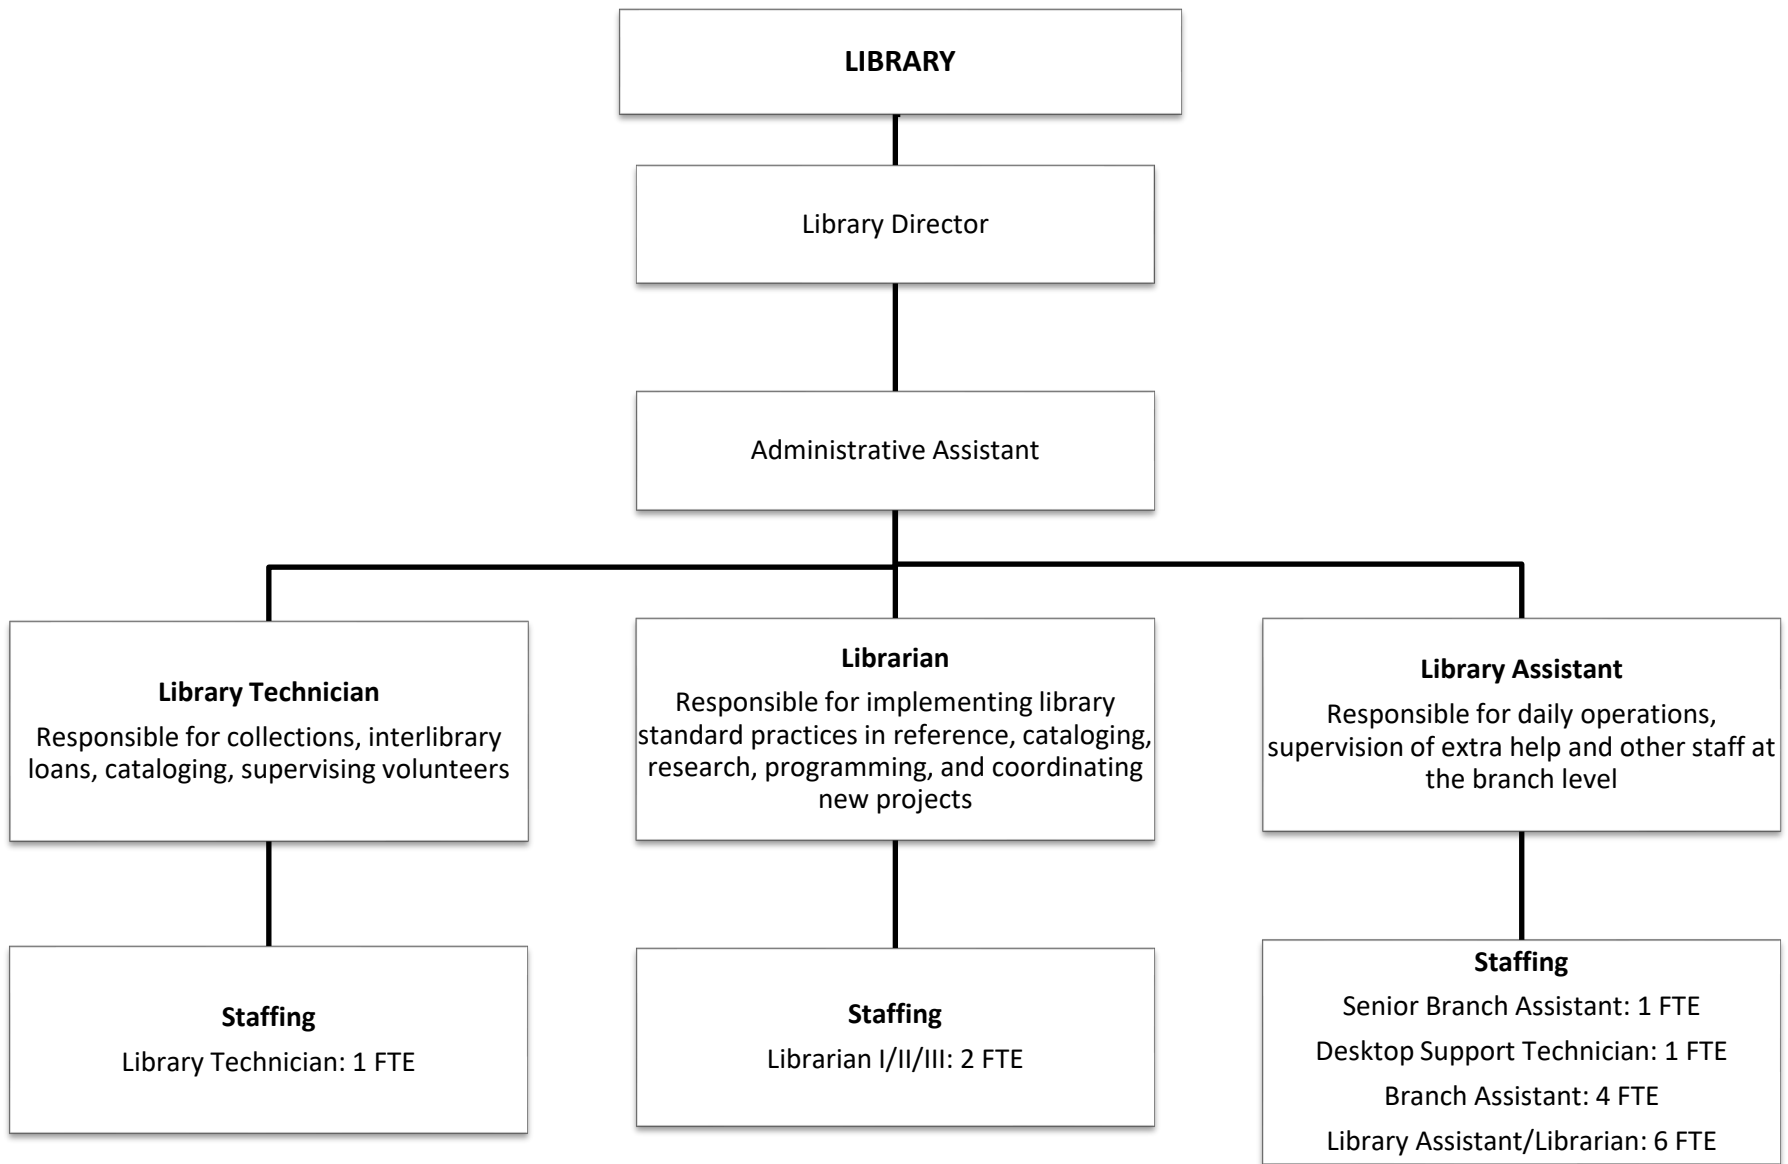 LIBRARY
Library Director
Administrative Assistant
Library Technician
Responsible for collections, interlibrary
loans, cataloging, supervising volunteers
Librarian
Responsible for implementing library
standard practices in reference, cataloging,
research, programming, and coordinating
new projects
Library Assistant
Responsible for daily operations,
supervision of extra help and other staff at
the branch level
Staffing
Library Technician: 1 FTE
Staffing
Librarian I/II/III: 2 FTE
Staffing
Senior Branch Assistant: 1 FTE
Desktop Support Technician: 1 FTE
Branch Assistant: 4 FTE
Library Assistant/Librarian: 6 FTE